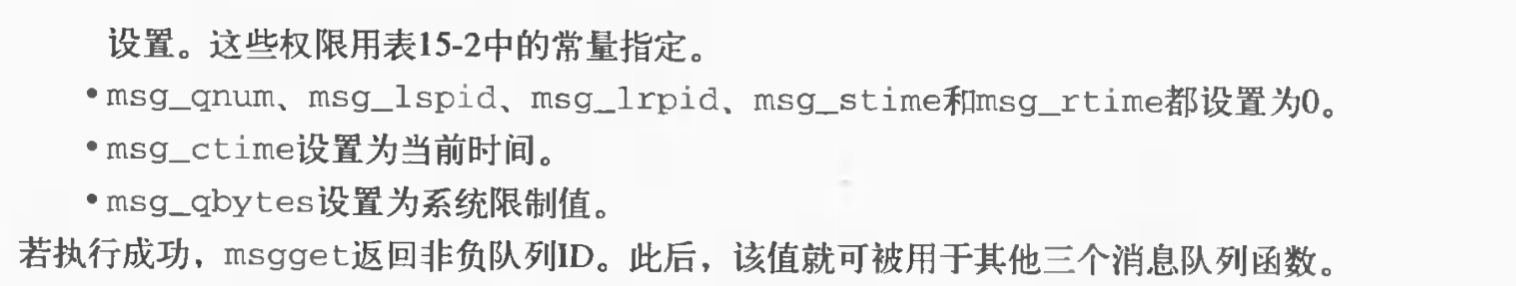 设置。这些权限用表15-2中的常量指定。
•msg_qnum、msg_lspid、msg_lrpid、msg_stime和msg_rtime都设置为0。
•msg_ctime设置为当前时间。
•msg_qbytes设置为系统限制值。
若执行成功，msgget返回非负队列ID。此后，该值就可被用于其他三个消息队列函数。